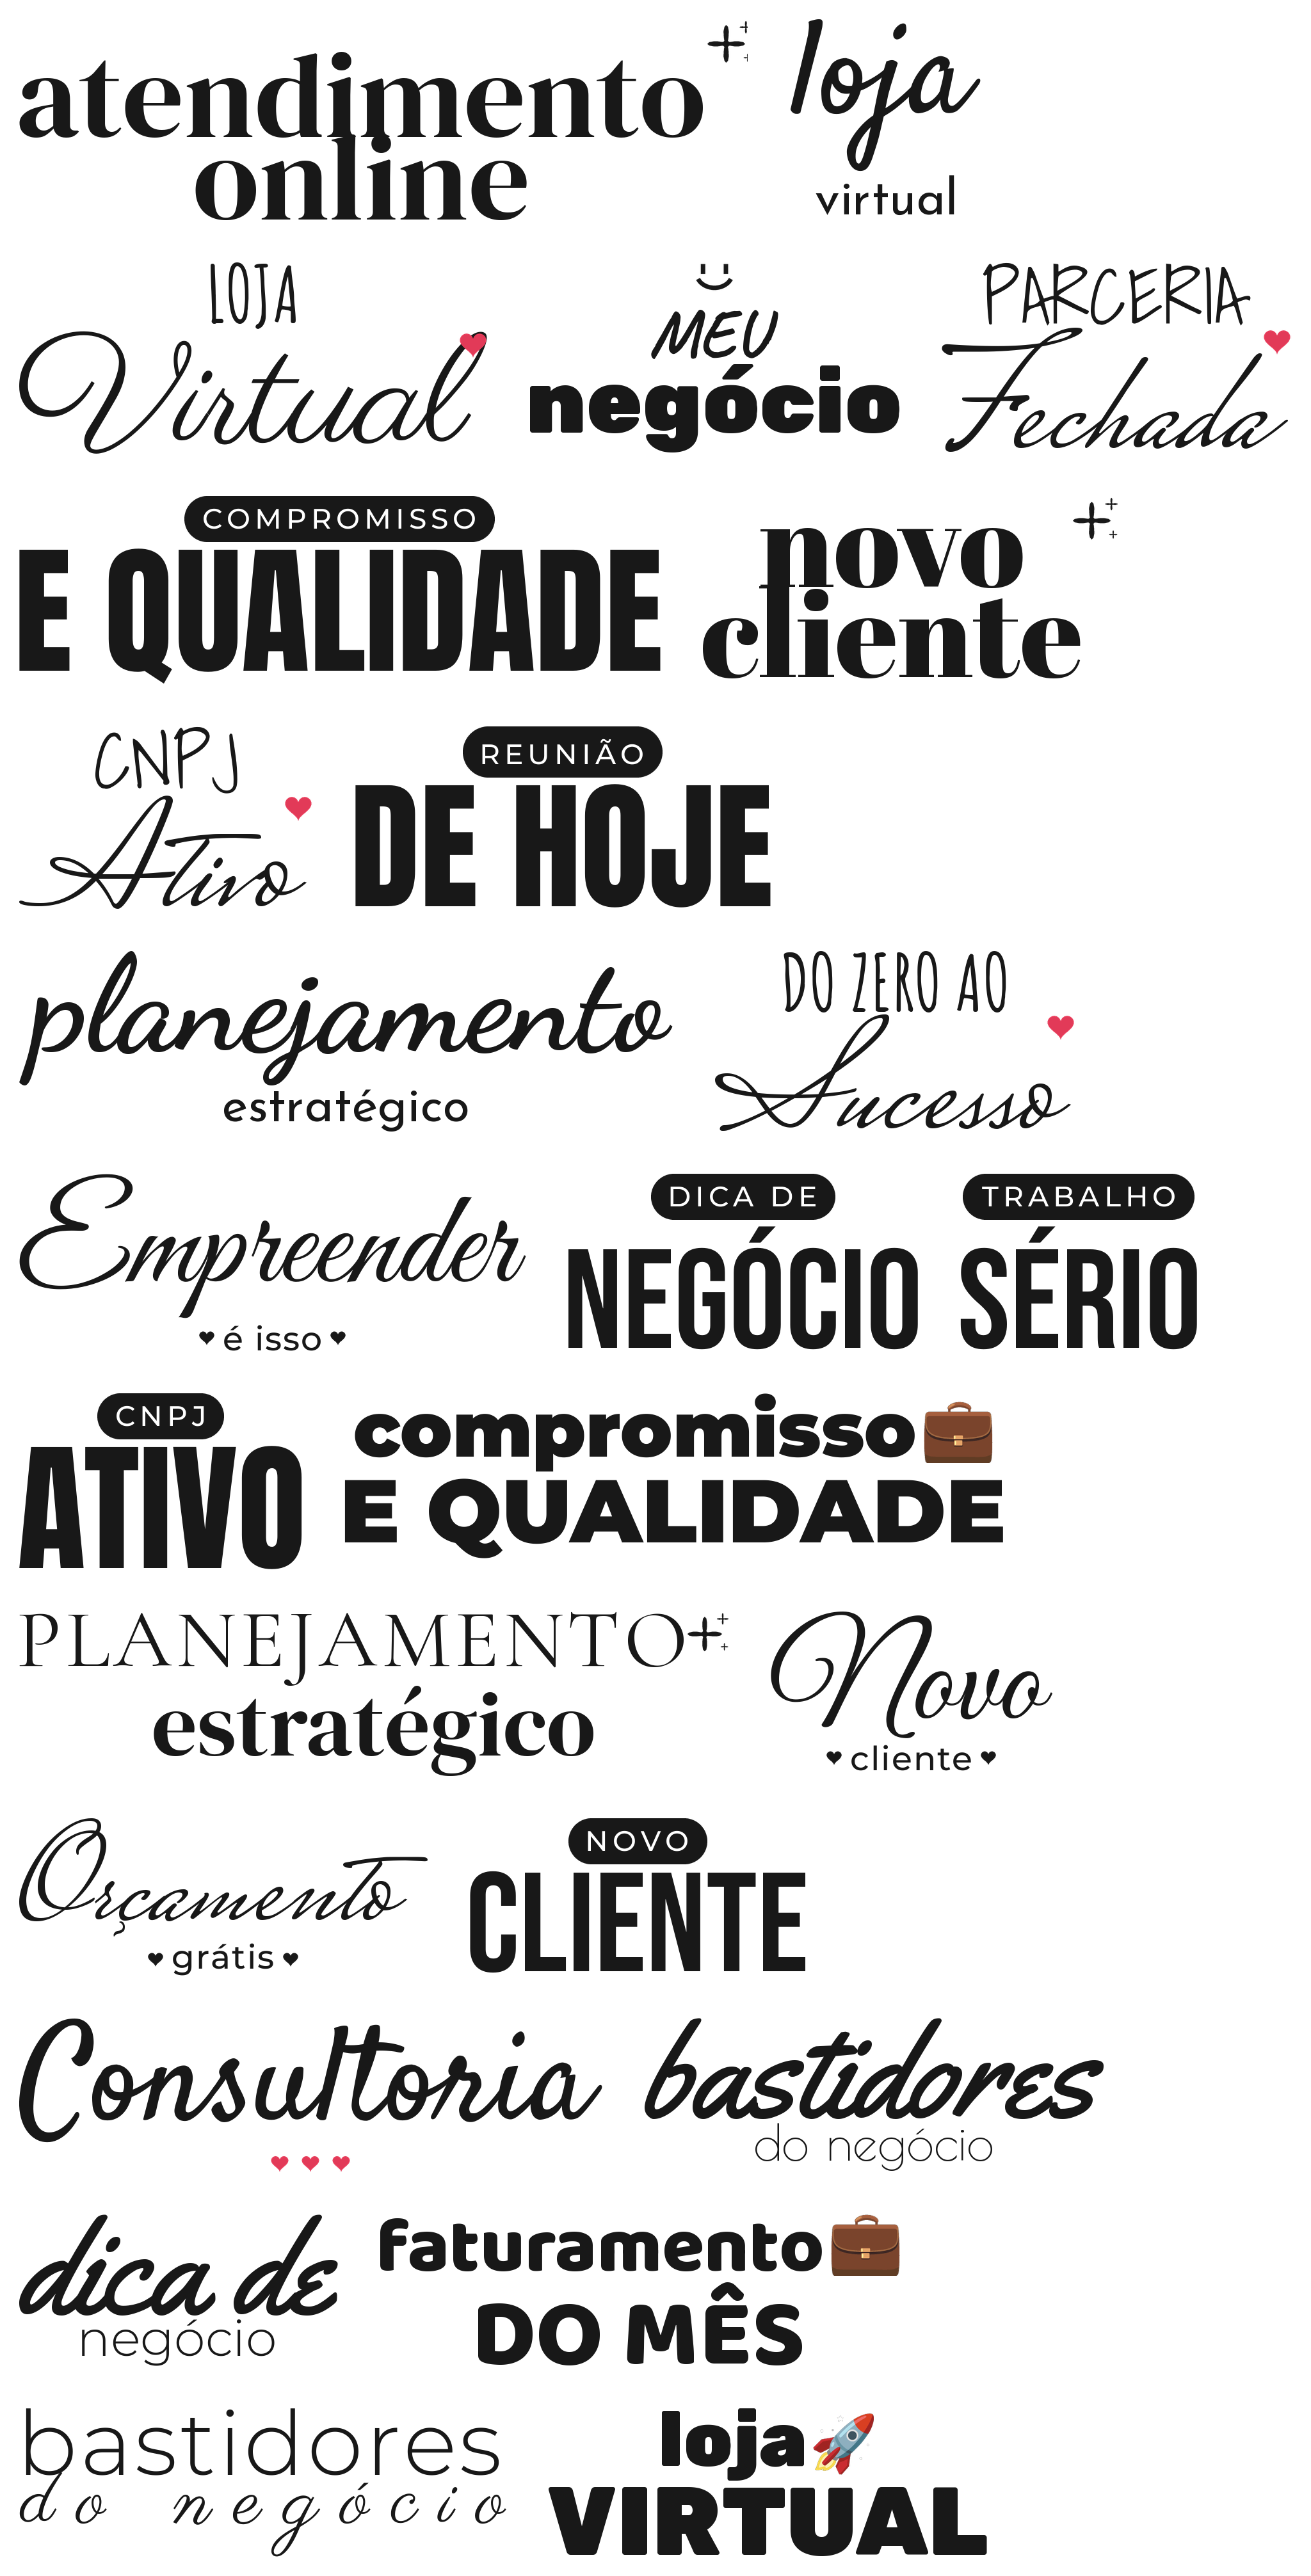 atendimento
online
loja
virtual
LOJA
Virtual
MEU
negócio
PARCERIA
Fechada
COMPROMISSO
E QUALIDADE
novo
cliente
CNPJ
Ativo
REUNIÃO
DE HOJE
planejamento
estratégico
DO ZERO AO
Sucesso
Empreender
é isso
DICA DE
NEGÓCIO
TRABALHO
SÉRIO
CNPJ
ATIVO
compromisso
E QUALIDADE
PLANEJAMENTO
estratégico
Novo
cliente
Orçamento
grátis
NOVO
CLIENTE
Consultoria
bastidores
do negócio
dica de
negócio
faturamento
DO MÊS
bastidores
do negócio
loja
VIRTUAL